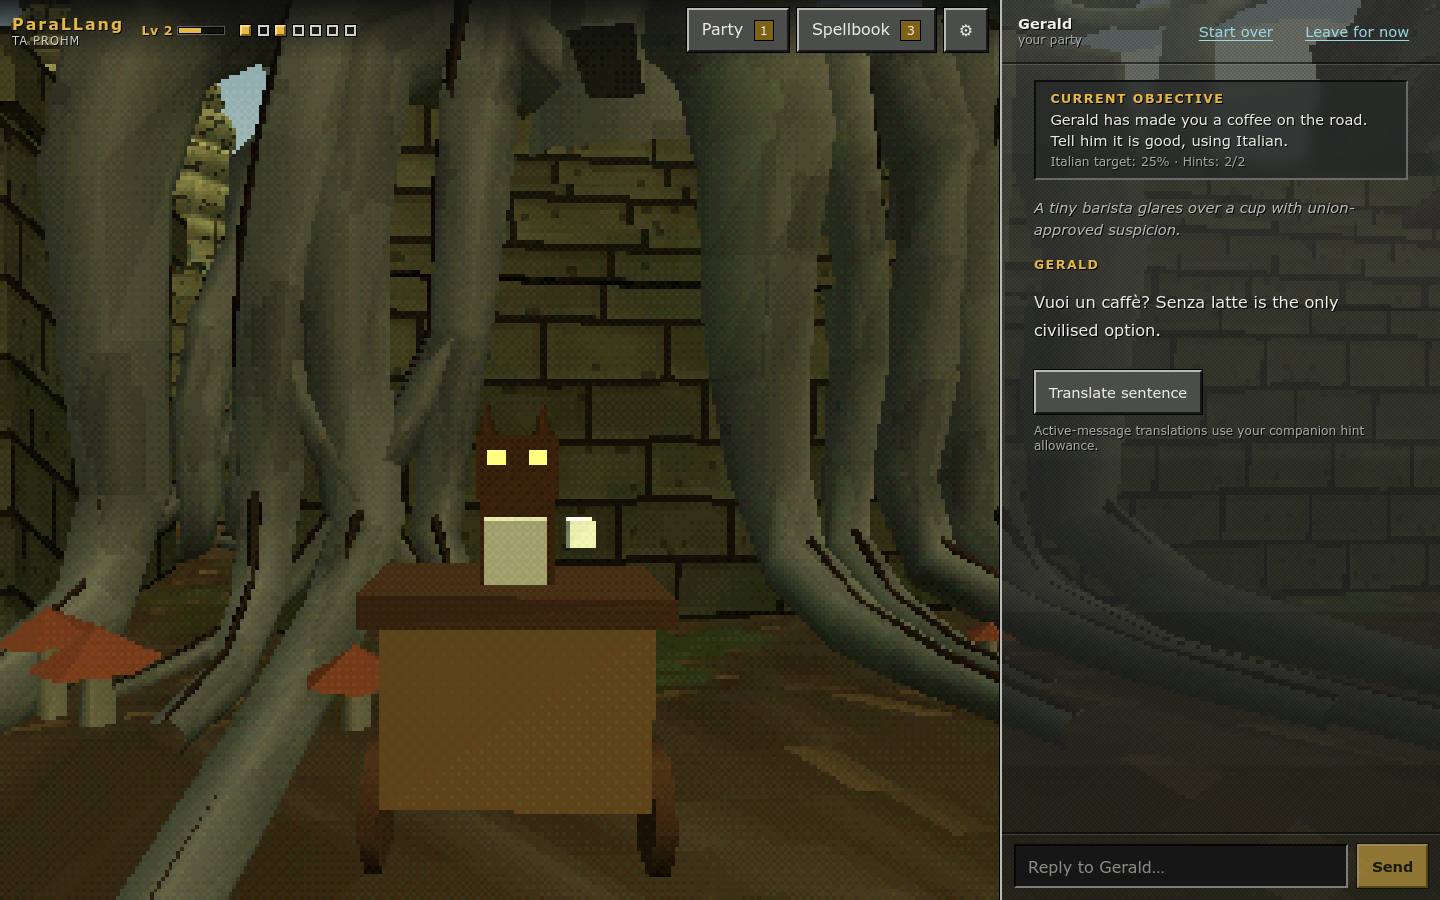 ParaLLang
TA PROHM
Lv 2
Party 1
Spellbook 3
⚙
Gerald
your party
Start over
Leave for now
CURRENT OBJECTIVE
Gerald has made you a coffee on the road.
Tell him it is good, using Italian.
Italian target: 25% · Hints: 2/2
A tiny barista glares over a cup with union-
approved suspicion.
GERALD
Vuoi un caffè? Senza latte is the only
civilised option.
Translate sentence
Active-message translations use your companion hint
allowance.
Reply to Gerald…
Send